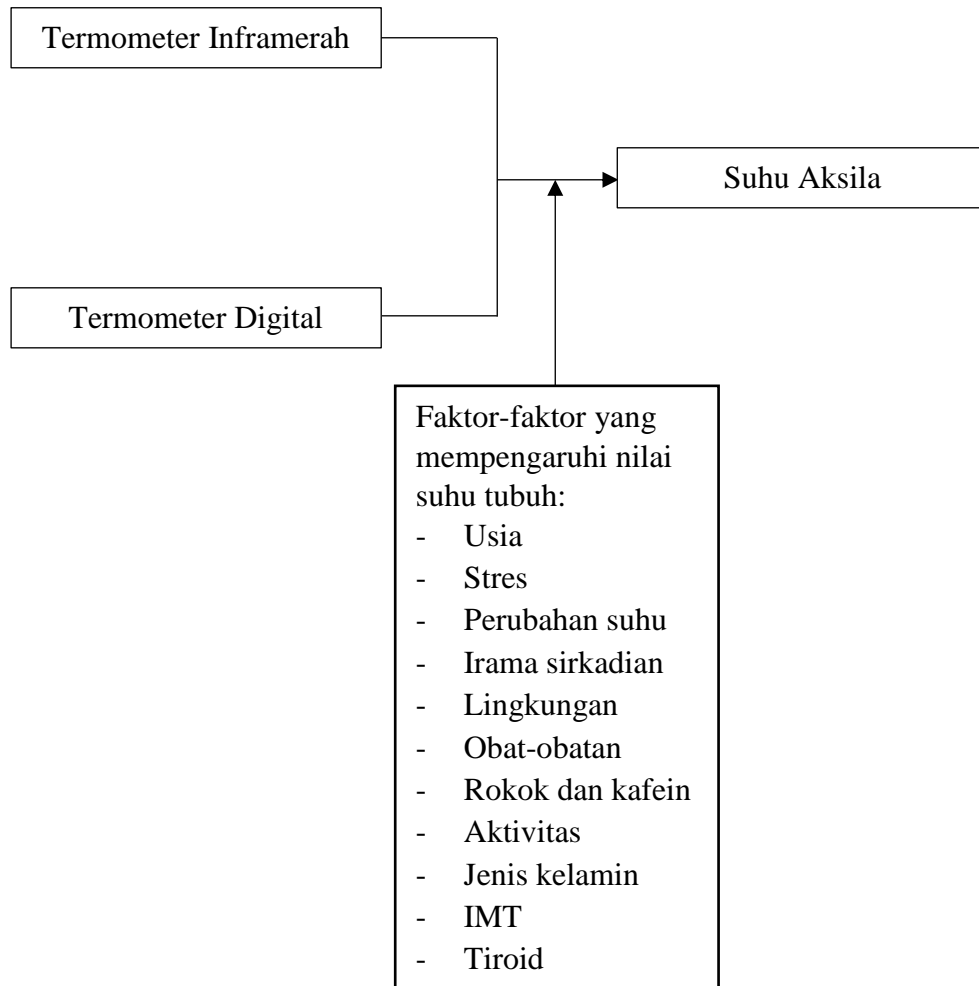 Termometer Inframerah
Suhu Aksila
Termometer Digital
Faktor-faktor yang
mempengaruhi nilai
suhu tubuh:
- Usia
- Stres
- Perubahan suhu
- Irama sirkadian
- Lingkungan
- Obat-obatan
- Rokok dan kafein
- Aktivitas
- Jenis kelamin
- IMT
- Tiroid